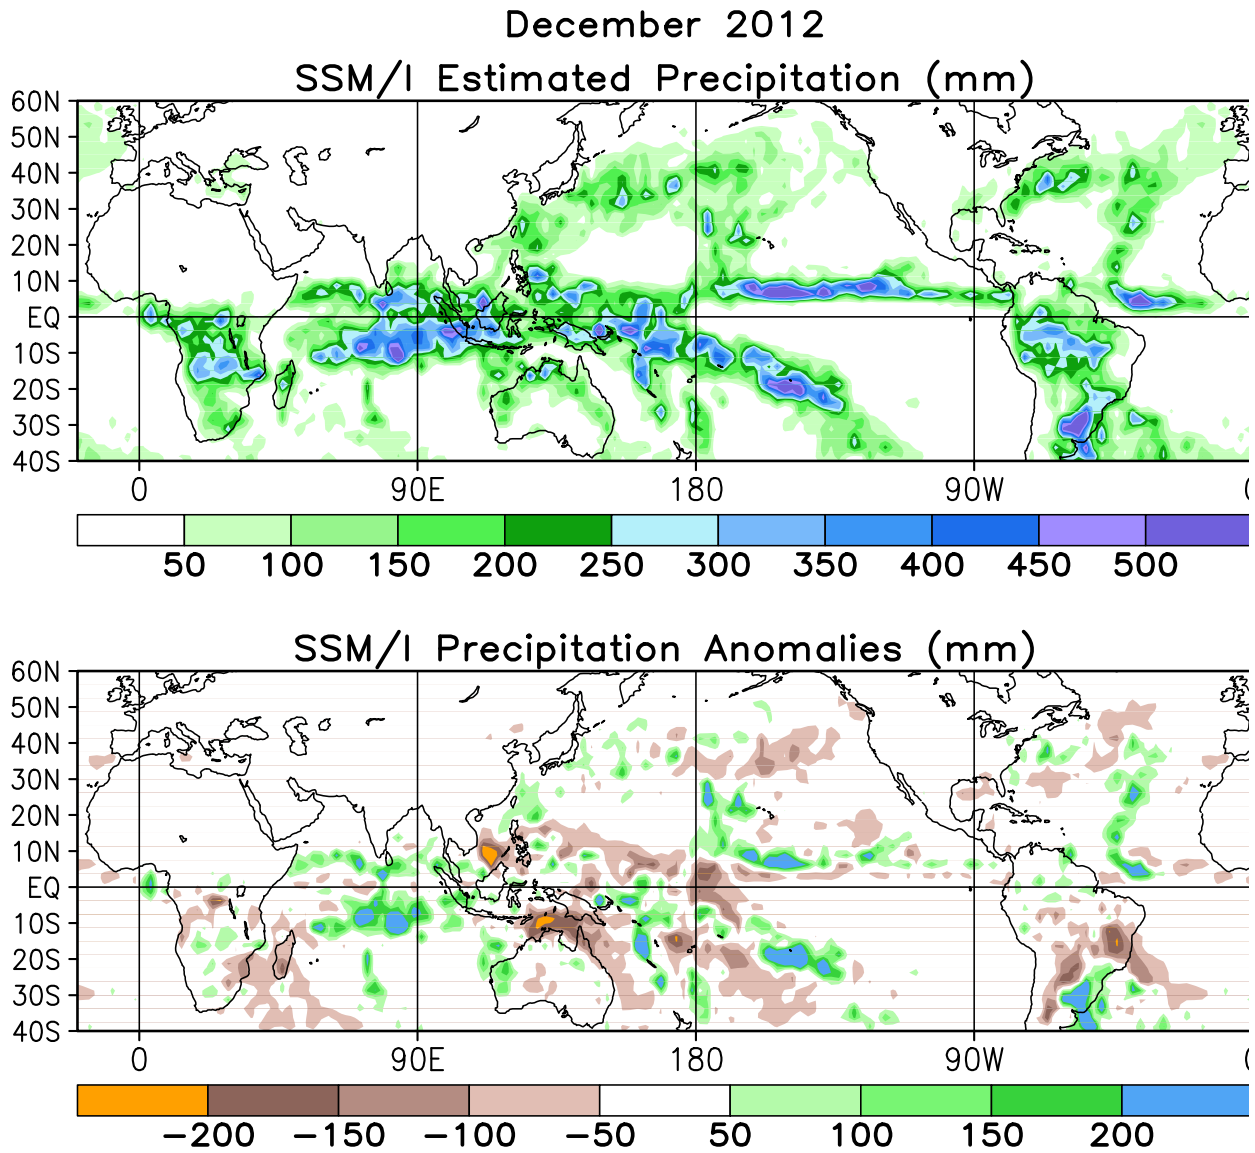 December 2012
SSM/I Estimated Precipitation (mm)
60N
50N
40N
30N
20N
10N
EQ
10S
20S
30S
40S
0 90E 180 90W 0
50 100 150 200 250 300 350 400 450 500
SSM/I Precipitation Anomalies (mm)
60N
50N
40N
30N
20N
10N
EQ
10S
20S
30S
40S
0 90E 180 90W 0
−200 −150 −100 −50 50 100 150 200